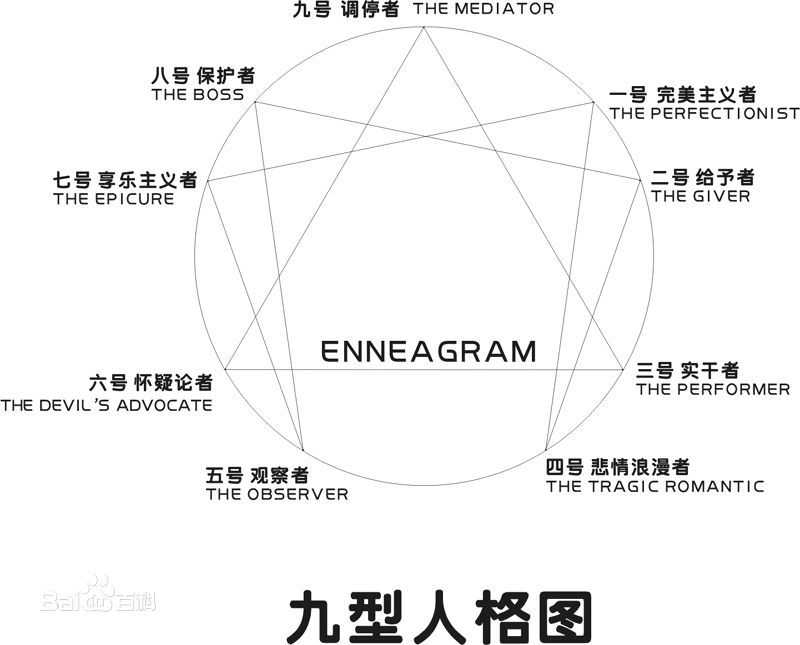 九号 调停者 THE MEDIATOR
八号 保护者
THE BOSS
一号 完美主义者
THE PERFECTIONIST
七号 享乐主义者
THE EPICURE
二号 给予者
THE GIVER
ENNEAGRAM
六号 怀疑论者
THE DEVIL'S ADVOCATE
三号 实干者
THE PERFORMER
五号 观察者
THE OBSERVER
四号 悲情浪漫者
THE TRAGIC ROMANTIC
Bai du 百科
九型人格图